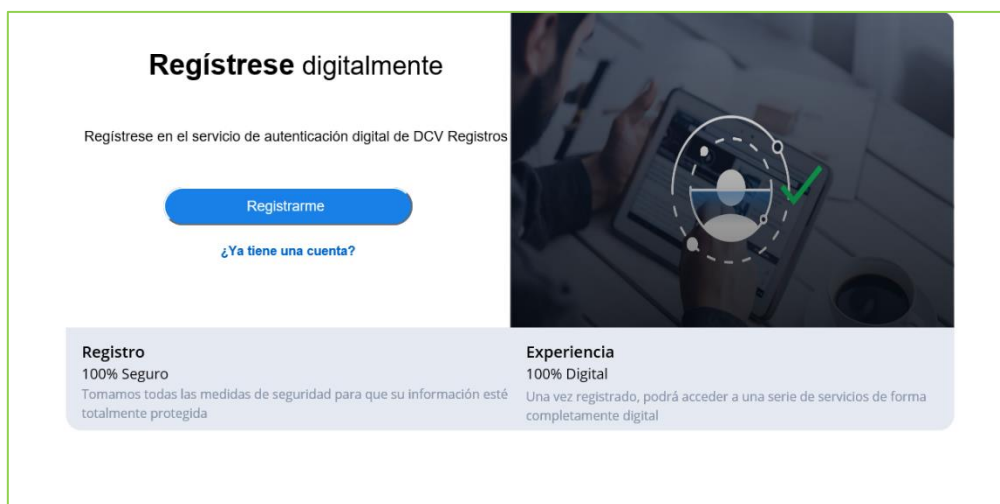 Regístrese digitalmente
Regístrese en el servicio de autenticación digital de DCV Registros
Registrarme
¿Ya tiene una cuenta?
Registro
100% Seguro
Tomamos todas las medidas de seguridad para que su información esté
totalmente protegida
Experiencia
100% Digital
Una vez registrado, podrá acceder a una serie de servicios de forma
completamente digital